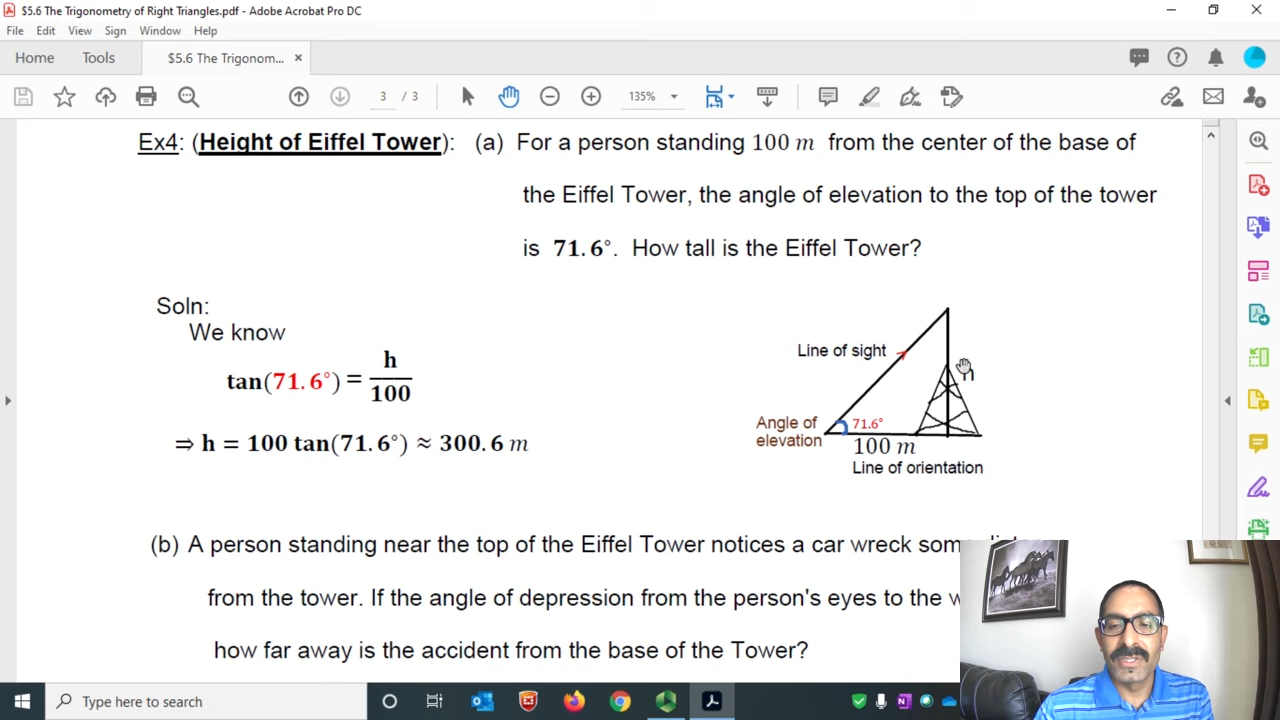 $5.6 The Trigonometry of Right Triangles.pdf - Adobe Acrobat Pro DC
File Edit View Sign Window Help
Home Tools $5.6 The Trigonom... ×
3 / 3 135%
Ex4: (Height of Eiffel Tower): (a) For a person standing 100 m from the center of the base of
the Eiffel Tower, the angle of elevation to the top of the tower
is 71.6°. How tall is the Eiffel Tower?
Soln:
We know
tan(71.6°) = h/100
⇒ h = 100 tan(71.6°) ≈ 300.6 m
Line of sight
h
Angle of
elevation
71.6°
100 m
Line of orientation
(b) A person standing near the top of the Eiffel Tower notices a car wreck
from the tower. If the angle of depression from the person's eyes to the
how far away is the accident from the base of the Tower?
Type here to search